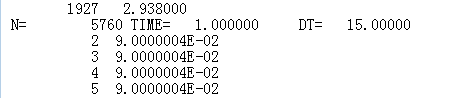 1927 2.938000
N= 5760 TIME= 1.000000 DT= 15.00000
2 9.0000004E-02
3 9.0000004E-02
4 9.0000004E-02
5 9.0000004E-02